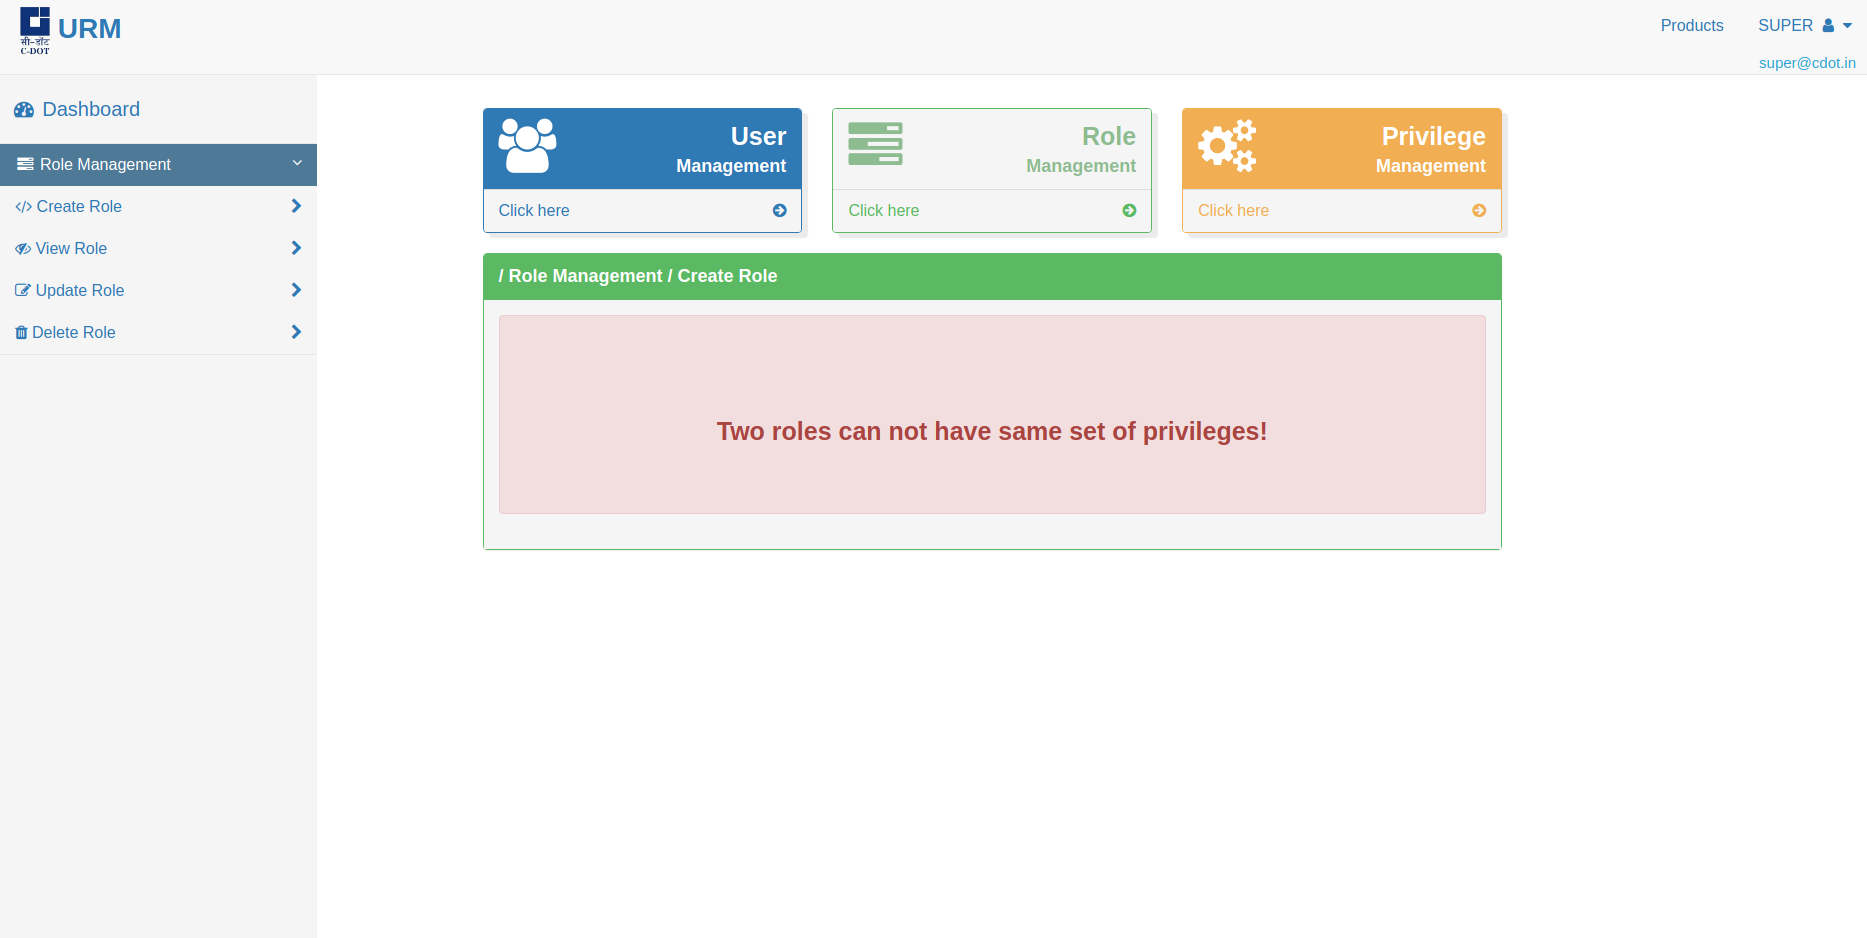 सी-डॉट
C-DOT
URM
Products
SUPER
super@cdot.in
Dashboard
Role Management
Create Role
View Role
Update Role
Delete Role
User
Management
Click here
Role
Management
Click here
Privilege
Management
Click here
/ Role Management / Create Role
Two roles can not have same set of privileges!